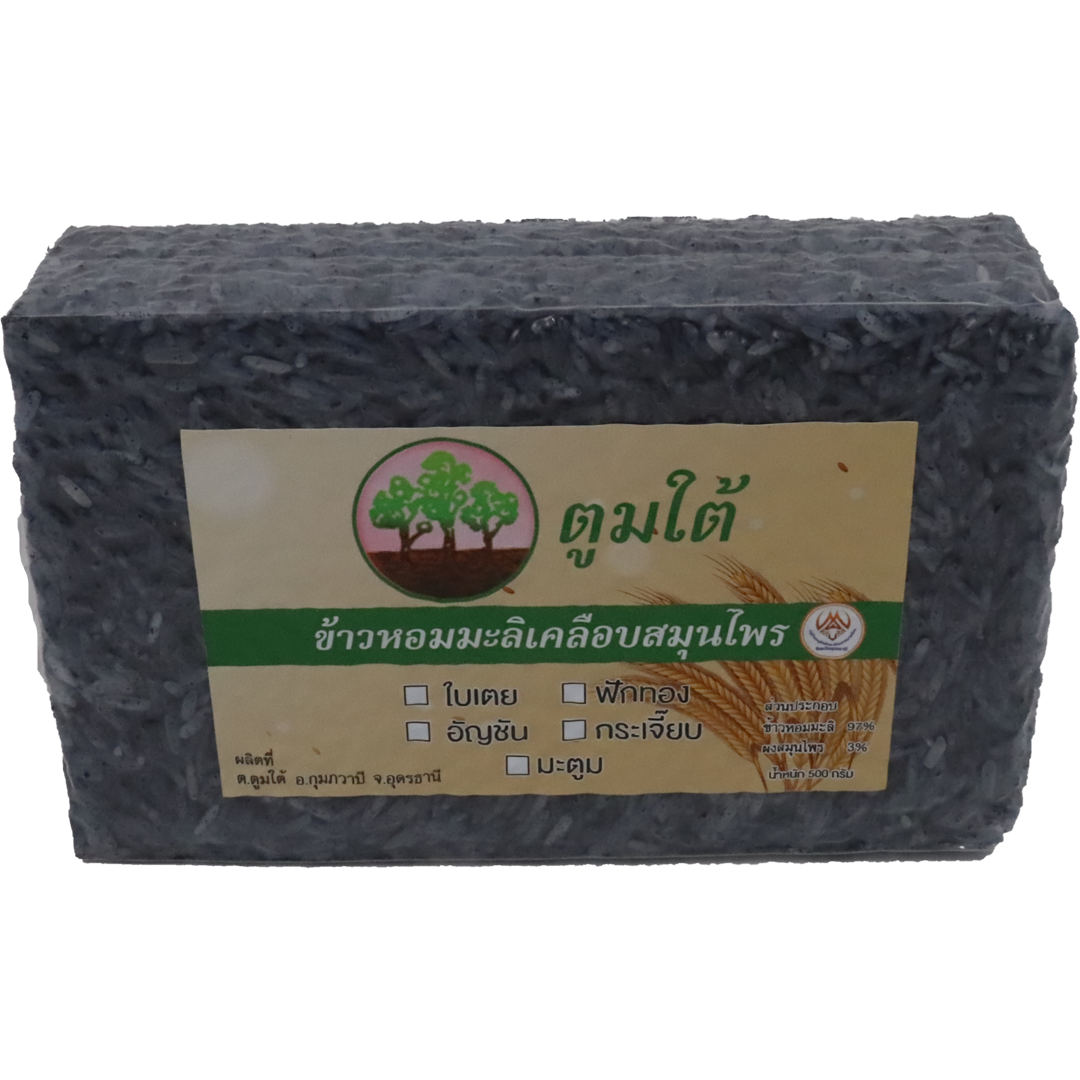 ตูมใต้
ข้าวหอมมะลิเคลือบสมุนไพร
ใบเตย
ฟักทอง
อัญชัน
กระเจี๊ยบ
มะตูม
ส่วนประกอบ
ข้าวหอมมะลิ 97%
ผงสมุนไพร 3%
น้ำหนัก 500 กรัม
ผลิตที่
ต.ตูมใต้ อ.กุมภวาปี จ.อุดรธานี